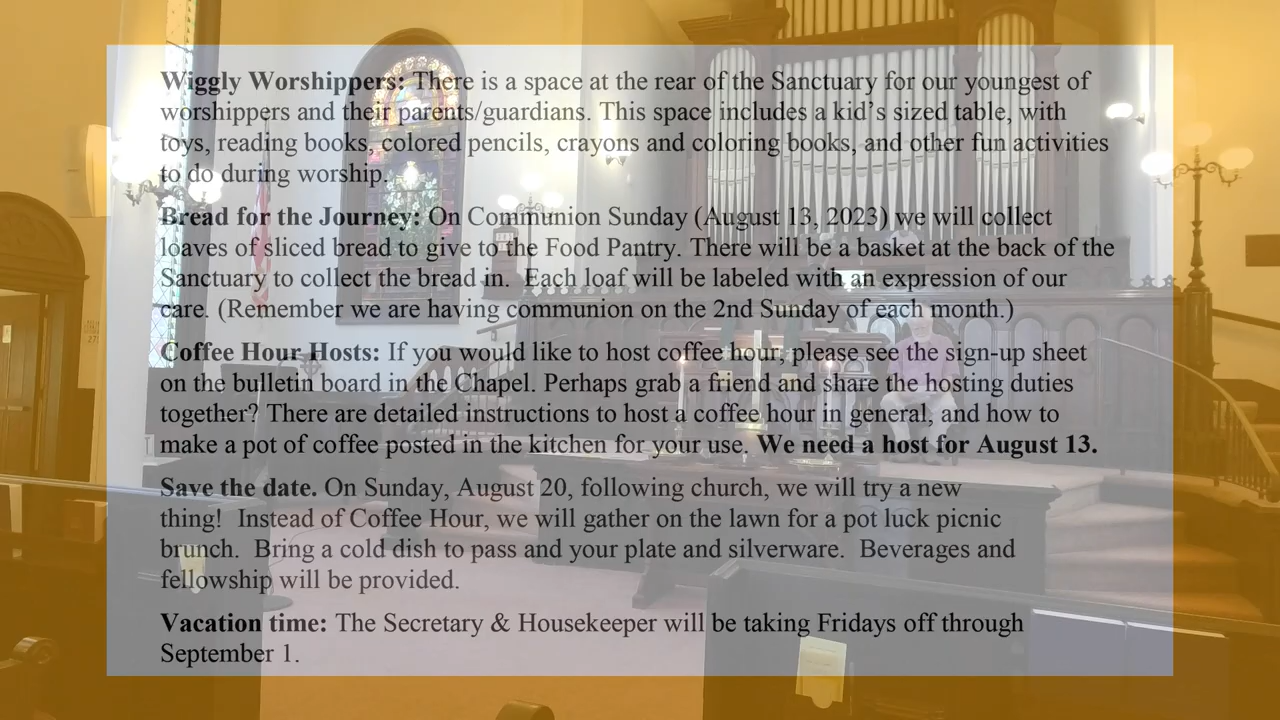 Wiggly Worshippers: There is a space at the rear of the Sanctuary for our youngest of
worshippers and their parents/guardians. This space includes a kid’s sized table, with
toys, reading books, colored pencils, crayons and coloring books, and other fun activities
to do during worship.
Bread for the Journey: On Communion Sunday (August 13, 2023) we will collect
loaves of sliced bread to give to the Food Pantry. There will be a basket at the back of the
Sanctuary to collect the bread in.  Each loaf will be labeled with an expression of our
care. (Remember we are having communion on the 2nd Sunday of each month.)
Coffee Hour Hosts: If you would like to host coffee hour, please see the sign-up sheet
on the bulletin board in the Chapel. Perhaps grab a friend and share the hosting duties
together? There are detailed instructions to host a coffee hour in general, and how to
make a pot of coffee posted in the kitchen for your use. We need a host for August 13.
Save the date. On Sunday, August 20, following church, we will try a new
thing!  Instead of Coffee Hour, we will gather on the lawn for a pot luck picnic
brunch.  Bring a cold dish to pass and your plate and silverware.  Beverages and
fellowship will be provided.
Vacation time: The Secretary & Housekeeper will be taking Fridays off through
September 1.